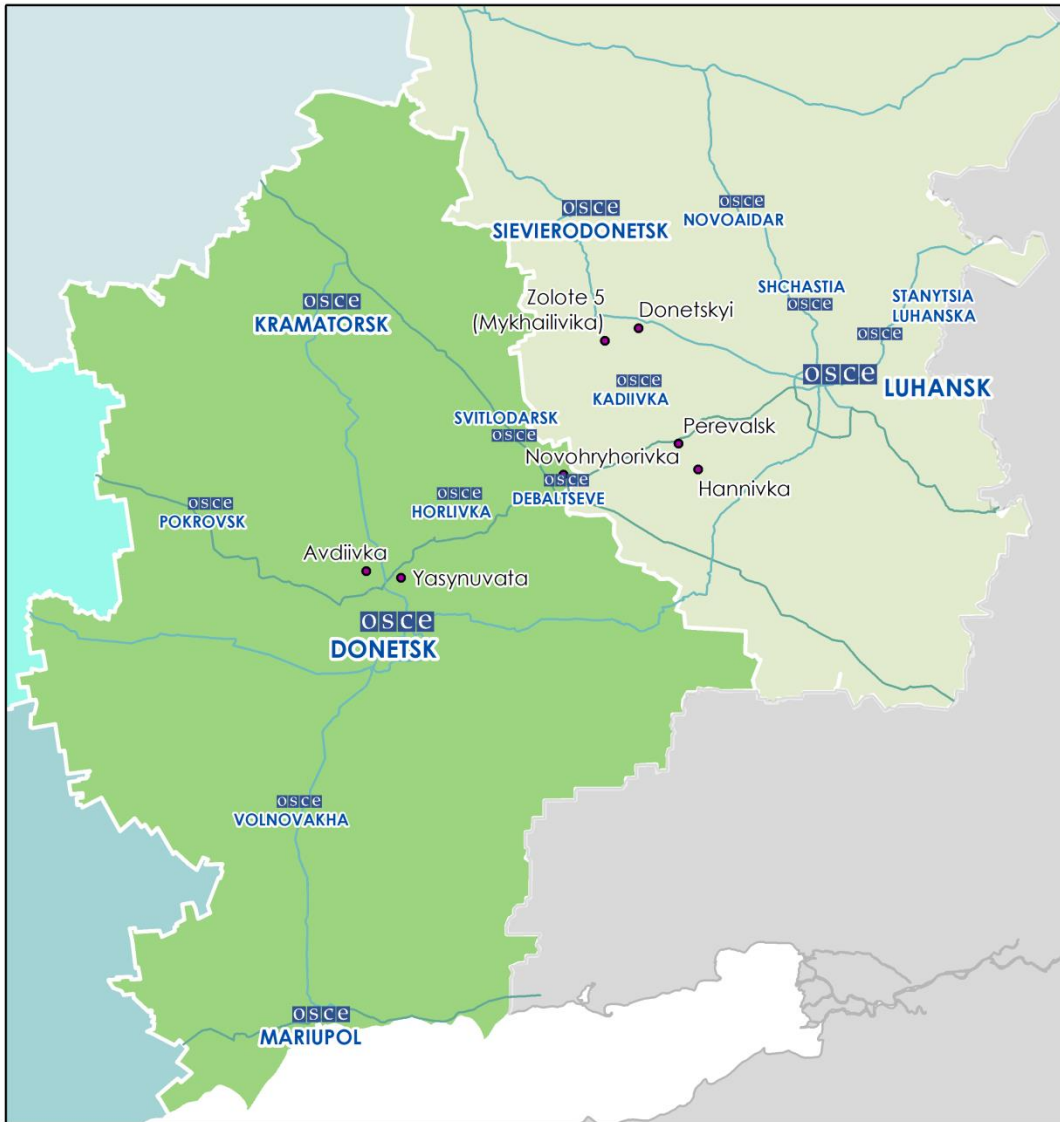 osce
SIEVIERODONETSK
osce
NOVOAIDAR
osce
KRAMATORSK
Zolote 5
(Mykhailivika)
Donetskyi
SHCHASTIA
osce
STANYTSIA
LUHANSKA
osce
osce
LUHANSK
osce
KADIIVKA
SVITLODARSK
osce
Perevalsk
Novohryhorivka
Hannivka
osce
DEBALTSEVE
osce
HORLIVKA
osce
POKROVSK
Avdiivka
Yasynuvata
osce
DONETSK
osce
VOLNOVAKHA
osce
MARIUPOL